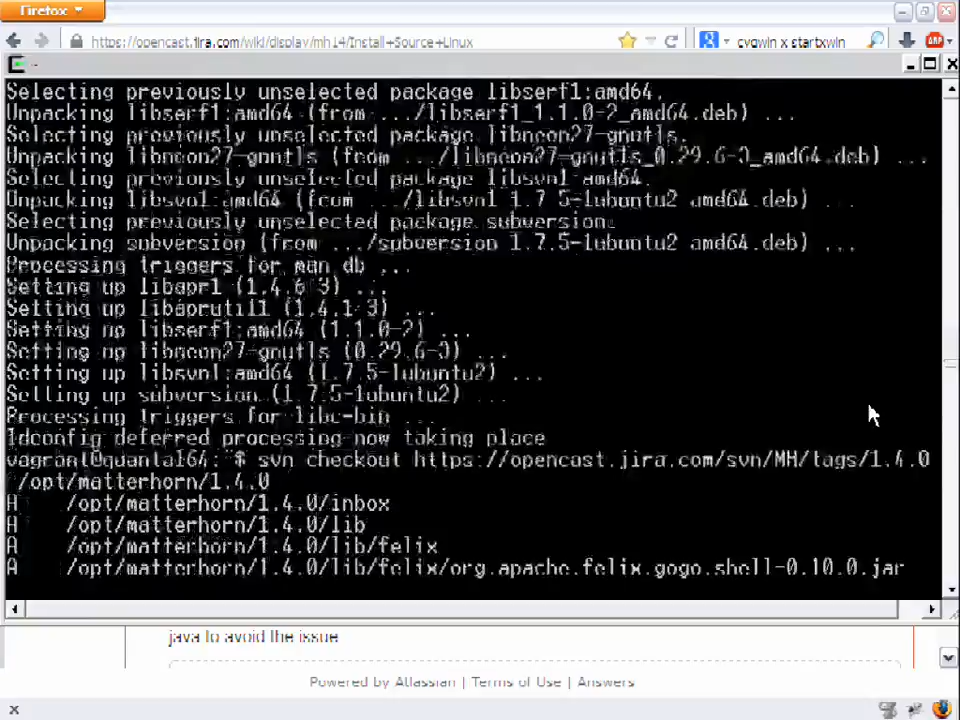 Firefox
https://opencast.jira.com/wiki/display/mh14/Install+Source+Linux
cygwin x startxwin
ABP
~
Selecting previously unselected package libserf1:amd64.
Unpacking libserf1:amd64 (from .../libserf1_1.1.0-2_amd64.deb) ...
Selecting previously unselected package libneon27-gnutls.
Unpacking libneon27-gnutls (from .../libneon27-gnutls_0.29.6-3_amd64.deb) ...
Selecting previously unselected package libsvn1:amd64.
Unpacking libsvn1:amd64 (from .../libsvn1_1.7.5-1ubuntu2_amd64.deb) ...
Selecting previously unselected package subversion.
Unpacking subversion (from .../subversion_1.7.5-1ubuntu2_amd64.deb) ...
Processing triggers for man-db ...
Setting up libapr1 (1.4.6-3) ...
Setting up libaprutil1 (1.4.1-3) ...
Setting up libserf1:amd64 (1.1.0-2) ...
Setting up libneon27-gnutls (0.29.6-3) ...
Setting up libsvn1:amd64 (1.7.5-1ubuntu2) ...
Setting up subversion (1.7.5-1ubuntu2) ...
Processing triggers for libc-bin ...
ldconfig deferred processing now taking place
vagrant@quantal64:~$ svn checkout https://opencast.jira.com/svn/MH/tags/1.4.0
/opt/matterhorn/1.4.0
A /opt/matterhorn/1.4.0/inbox
A /opt/matterhorn/1.4.0/lib
A /opt/matterhorn/1.4.0/lib/felix
A /opt/matterhorn/1.4.0/lib/felix/org.apache.felix.gogo.shell-0.10.0.jar
java to avoid the issue
Powered by Atlassian | Terms of Use | Answers
x